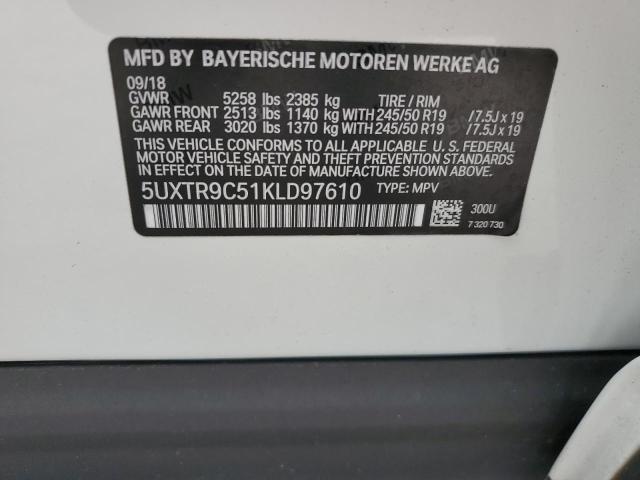 MFD BY BAYERISCHE MOTOREN WERKE AG
09/18
GVWR 5258 lbs 2385 kg TIRE / RIM
GAWR FRONT 2513 lbs 1140 kg WITH 245/50 R19 / 7.5J x 19
GAWR REAR 3020 lbs 1370 kg WITH 245/50 R19 / 7.5J x 19
THIS VEHICLE CONFORMS TO ALL APPLICABLE U. S. FEDERAL
MOTOR VEHICLE SAFETY AND THEFT PREVENTION STANDARDS
IN EFFECT ON THE DATE OF MANUFACTURE SHOWN ABOVE.
5UXTR9C51KLD97610 TYPE: MPV
300U
7 320 730